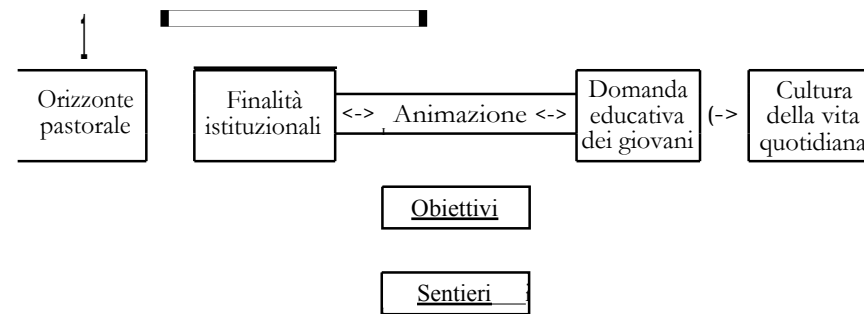 Orizzonte
pastorale
Finalità
istituzionali
<-> Animazione <->
Domanda
educativa
dei giovani
(->
Cultura
della vita
quotidiana
Obiettivi
Sentieri